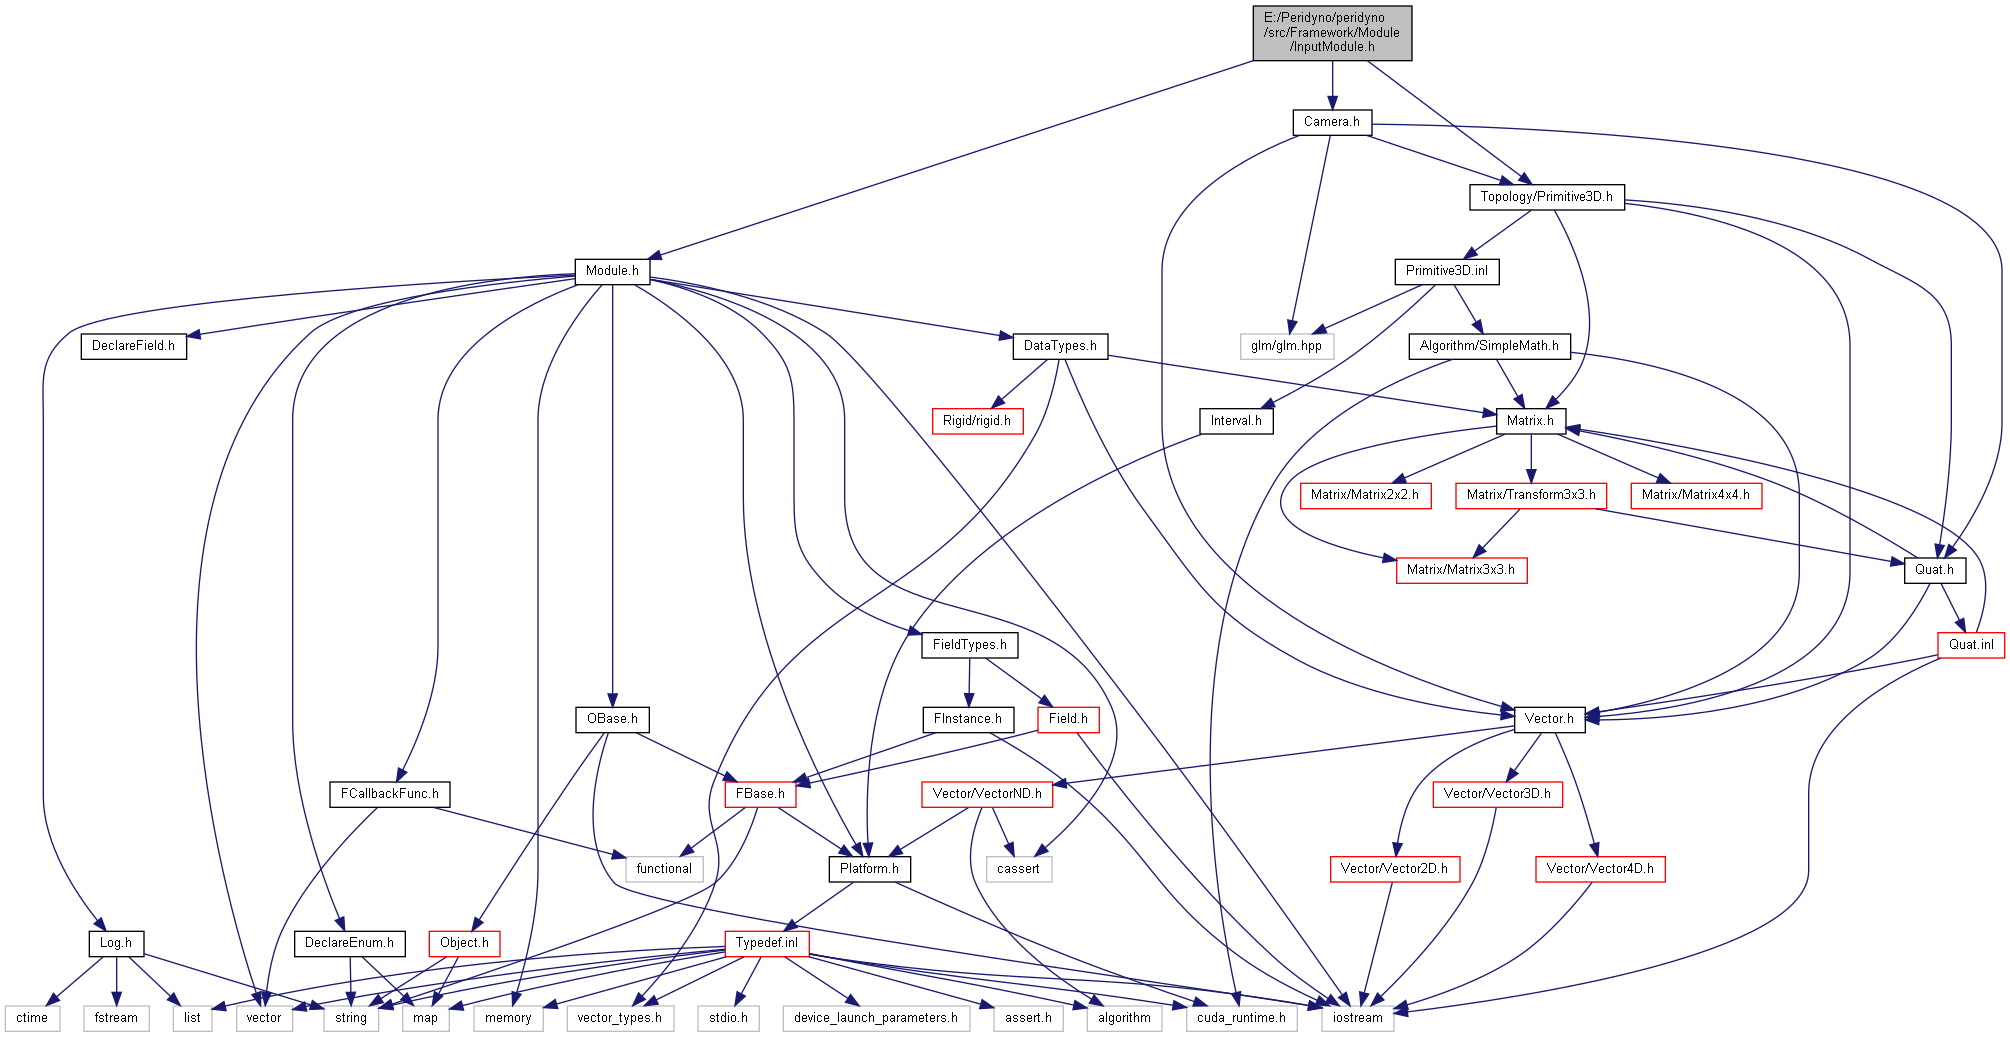 E:/Peridyno/peridyno
/src/Framework/Module
/InputModule.h
Camera.h
Topology/Primitive3D.h
Module.h
Primitive3D.inl
DeclareField.h
DataTypes.h
glm/glm.hpp
Algorithm/SimpleMath.h
Rigid/rigid.h
Interval.h
Matrix.h
Matrix/Matrix2x2.h
Matrix/Transform3x3.h
Matrix/Matrix4x4.h
Matrix/Matrix3x3.h
Quat.h
FieldTypes.h
Quat.inl
OBase.h
FInstance.h
Field.h
Vector.h
FCallbackFunc.h
FBase.h
Vector/VectorND.h
Vector/Vector3D.h
functional
Platform.h
cassert
Vector/Vector2D.h
Vector/Vector4D.h
Log.h
DeclareEnum.h
Object.h
Typedef.inl
ctime
fstream
list
vector
string
map
memory
vector_types.h
stdio.h
device_launch_parameters.h
assert.h
algorithm
cuda_runtime.h
iostream